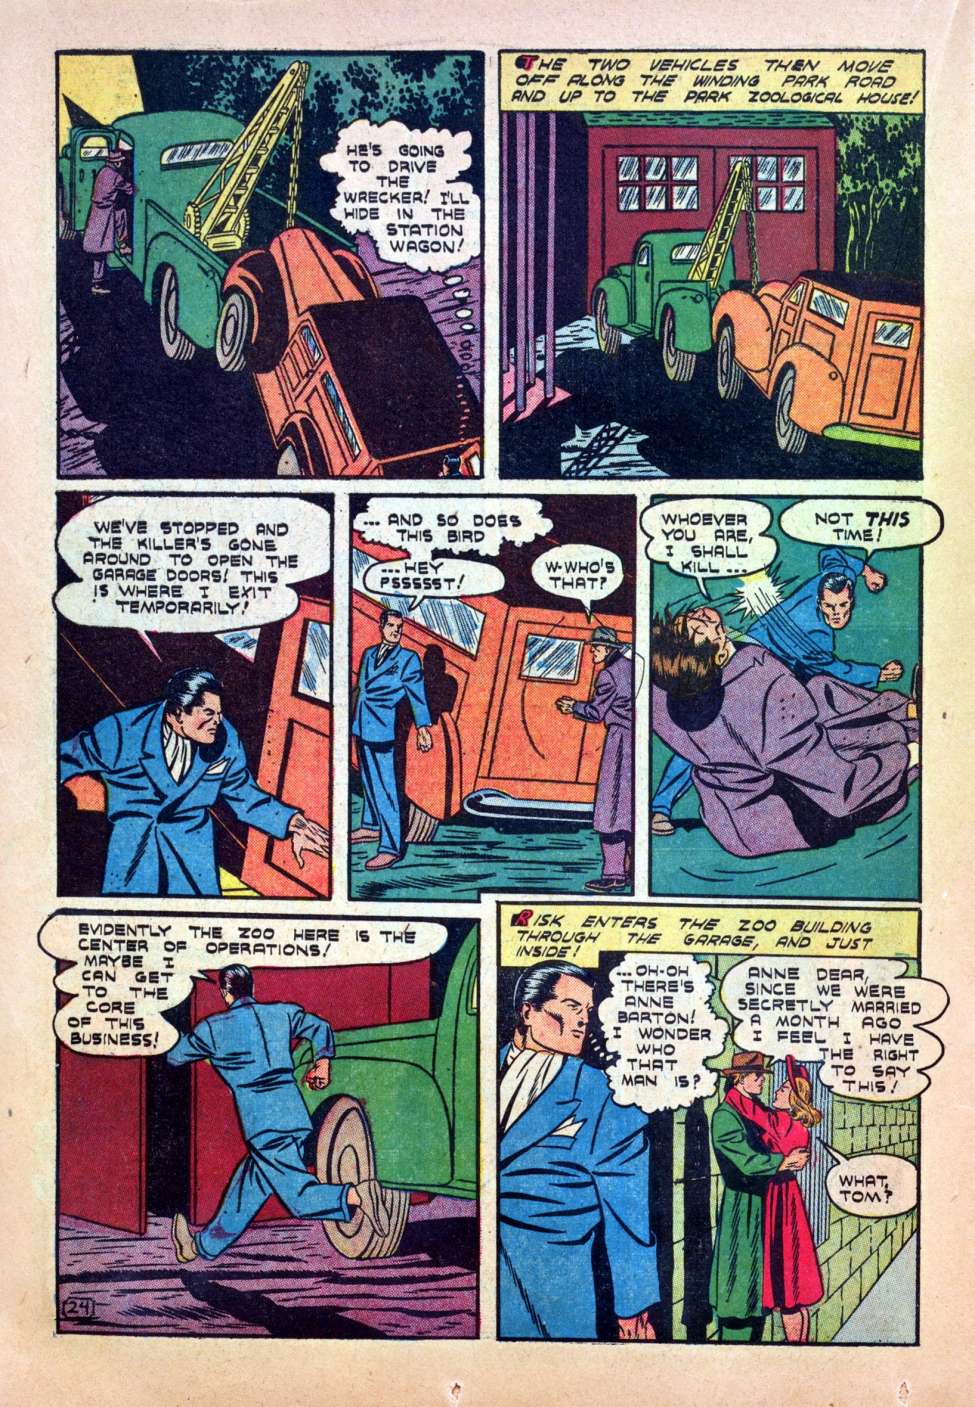 HE'S GOING
TO DRIVE
THE
WRECKER! I'LL
HIDE IN THE
STATION
WAGON!
THE TWO VEHICLES THEN MOVE
OFF ALONG THE WINDING PARK ROAD
AND UP TO THE PARK ZOOLOGICAL HOUSE!
WE'VE STOPPED AND
THE KILLER'S GONE
AROUND TO OPEN THE
GARAGE DOORS! THIS
IS WHERE I EXIT
TEMPORARILY!
...AND SO DOES
THIS BIRD
...HEY
PSSSSST!
W-WHO'S
THAT?
WHOEVER
YOU ARE,
I SHALL
KILL...
NOT THIS
TIME!
EVIDENTLY THE ZOO HERE IS THE
CENTER OF OPERATIONS!
MAYBE I
CAN GET
TO THE
CORE
OF THIS
BUSINESS!
24
RISK ENTERS THE ZOO BUILDING
THROUGH THE GARAGE, AND JUST
INSIDE!
...OH-OH
THERE'S
ANNE
BARTON!
I WONDER
WHO
THAT
MAN IS?
ANNE DEAR,
SINCE WE WERE
SECRETLY MARRIED
A MONTH AGO
I FEEL I HAVE
THE RIGHT
TO SAY
THIS!
WHAT,
TOM?